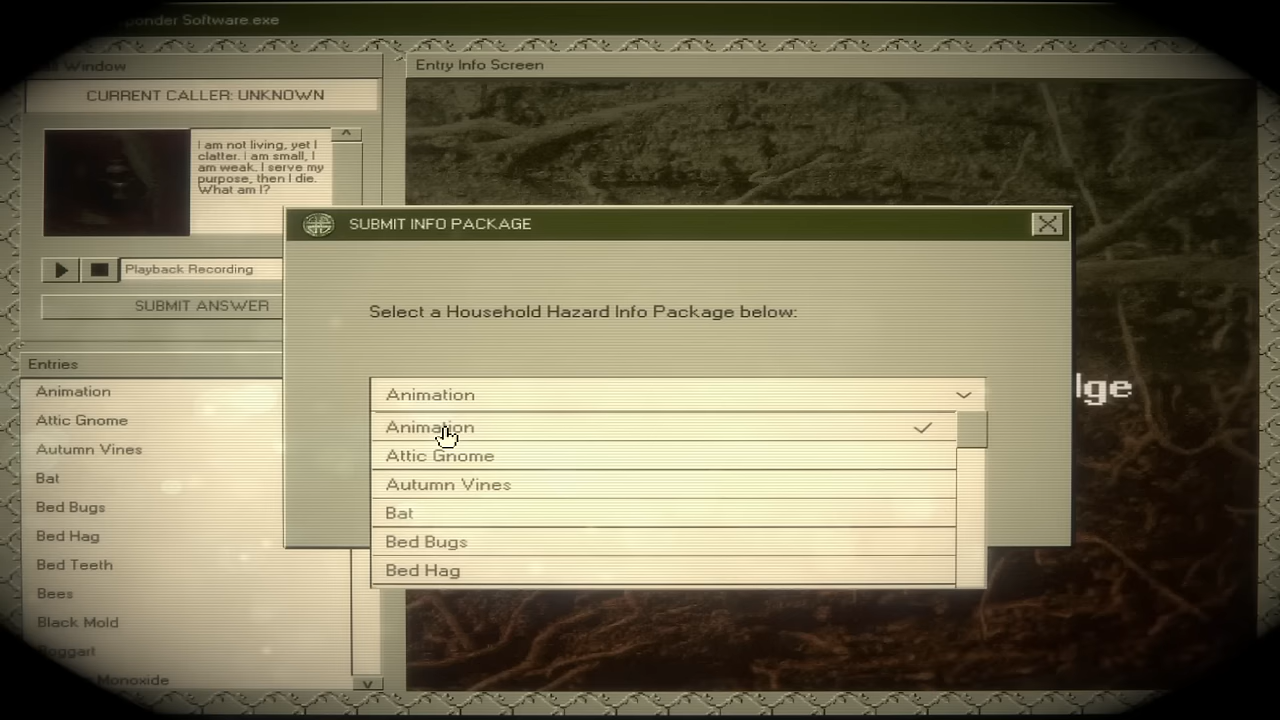 ponder Software.exe
Window
CURRENT CALLER: UNKNOWN
I am not living, yet I
clatter. I am small, I
am weak. I serve my
purpose, then I die.
What am I?
Playback Recording
SUBMIT ANSWER
Entries
Animation
Attic Gnome
Autumn Vines
Bat
Bed Bugs
Bed Hag
Bed Teeth
Bees
Black Mold
oggart
Monoxide
Entry Info Screen
lge
SUBMIT INFO PACKAGE
Select a Household Hazard Info Package below:
Animation
Animation
Attic Gnome
Autumn Vines
Bat
Bed Bugs
Bed Hag